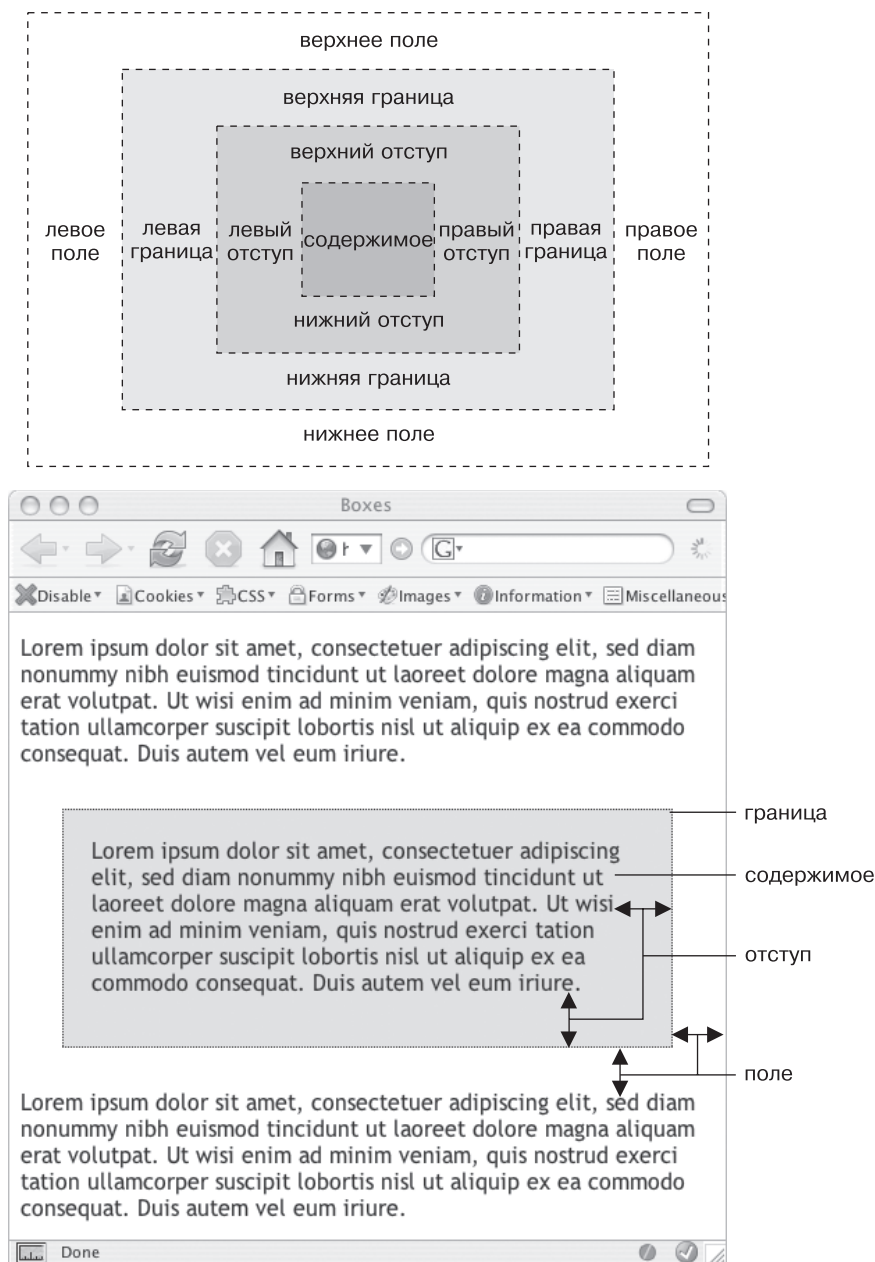 верхнее поле
верхняя граница
верхний отступ
левое
поле
левая
граница
левый
отступ
содержимое
правый
отступ
правая
граница
правое
поле
нижний отступ
нижняя граница
нижнее поле
Boxes
G
Disable
Cookies
CSS
Forms
Images
Information
Miscellaneous
Lorem ipsum dolor sit amet, consectetuer adipiscing elit, sed diam
nonummy nibh euismod tincidunt ut laoreet dolore magna aliquam
erat volutpat. Ut wisi enim ad minim veniam, quis nostrud exerci
tation ullamcorper suscipit lobortis nisl ut aliquip ex ea commodo
consequat. Duis autem vel eum iriure.
Lorem ipsum dolor sit amet, consectetuer adipiscing
elit, sed diam nonummy nibh euismod tincidunt ut
laoreet dolore magna aliquam erat volutpat. Ut wisi
enim ad minim veniam, quis nostrud exerci tation
ullamcorper suscipit lobortis nisl ut aliquip ex ea
commodo consequat. Duis autem vel eum iriure.
граница
содержимое
отступ
поле
Lorem ipsum dolor sit amet, consectetuer adipiscing elit, sed diam
nonummy nibh euismod tincidunt ut laoreet dolore magna aliquam
erat volutpat. Ut wisi enim ad minim veniam, quis nostrud exerci
tation ullamcorper suscipit lobortis nisl ut aliquip ex ea commodo
consequat. Duis autem vel eum iriure.
Done